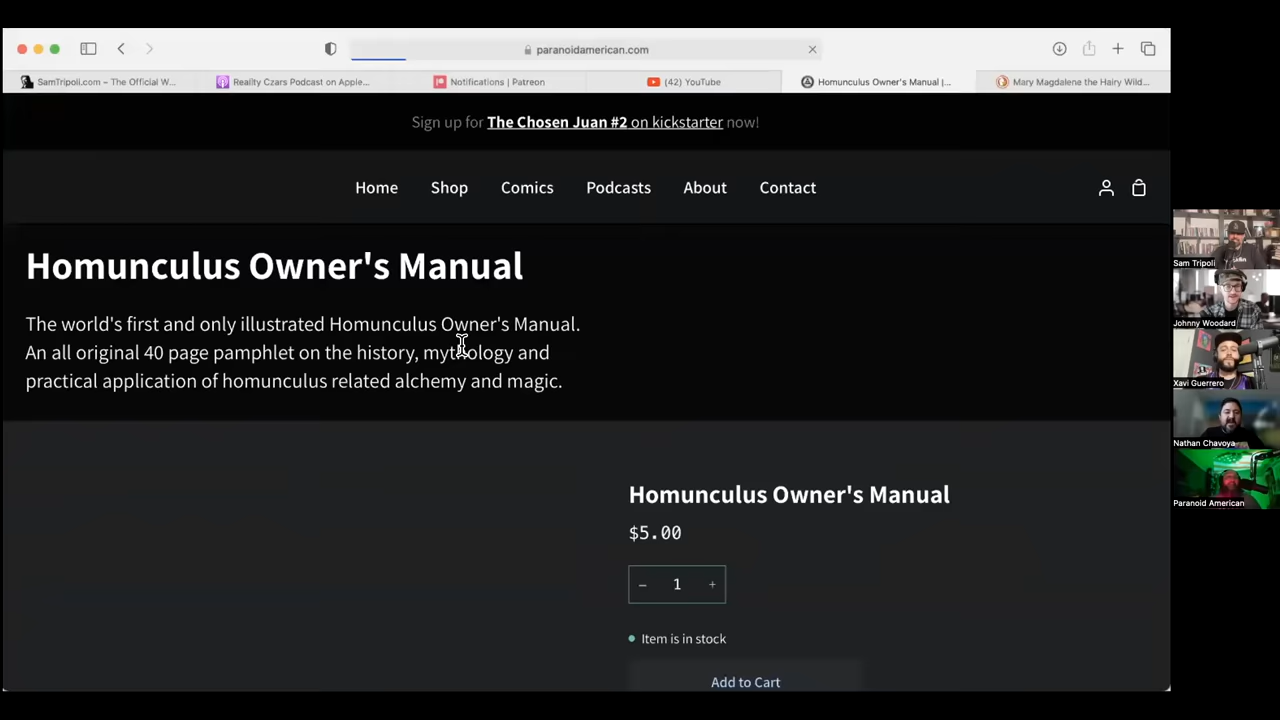 paranoidamerican.com
SamTripoli.com – The Official W...
Reality Czars Podcast on Apple...
Notifications | Patreon
(42) YouTube
Homunculus Owner's Manual |...
Mary Magdalene the Hairy Wild...
Sign up for The Chosen Juan #2 on kickstarter now!
Home Shop Comics Podcasts About Contact
Homunculus Owner's Manual
The world's first and only illustrated Homunculus Owner's Manual.
An all original 40 page pamphlet on the history, mythology and
practical application of homunculus related alchemy and magic.
Homunculus Owner's Manual
$5.00
− 1 +
Item is in stock
Add to Cart
Sam Tripoli
Johnny Woodard
Xavi Guerrero
Nathan Chavoya
Paranoid American